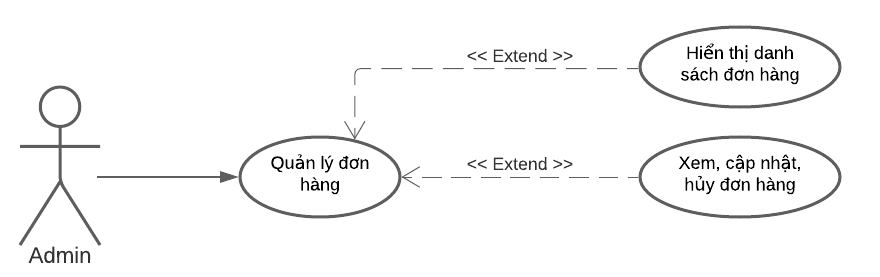 << Extend >>
Hiển thị danh
sách đơn hàng
Quản lý đơn
hàng
<< Extend >>
Xem, cập nhật,
hủy đơn hàng
Admin